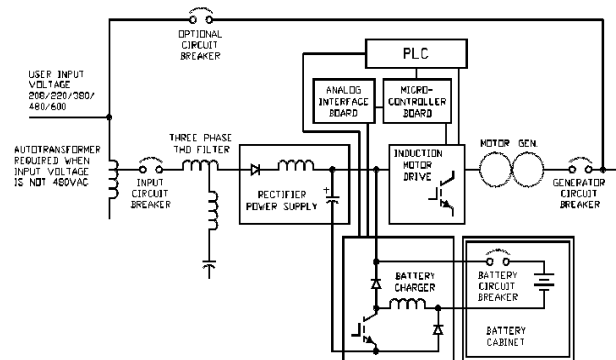 OPTIONAL
CIRCUIT
BREAKER
PLC
USER INPUT
VOLTAGE
208/220/380/
480/600
ANALOG
INTERFACE
BOARD
MICRO-
CONTROLLER
BOARD
AUTOTRANSFORMER
REQUIRED WHEN
INPUT VOLTAGE
IS NOT 480VAC
THREE PHASE
THD FILTER
INPUT
CIRCUIT
BREAKER
RECTIFIER
POWER SUPPLY
+
INDUCTION
MOTOR
DRIVE
MOTOR GEN.
GENERATOR
CIRCUIT
BREAKER
BATTERY
CHARGER
BATTERY
CIRCUIT
BREAKER
BATTERY
CABINET